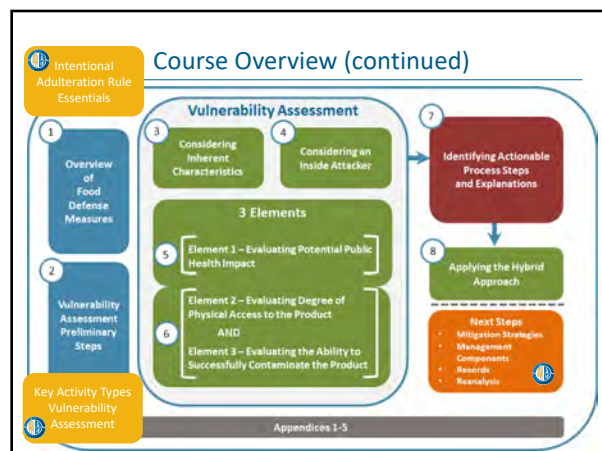 Course Overview (continued)
Intentional
Adulteration Rule
Essentials
1
Overview
of
Food
Defense
Measures
2
Vulnerability
Assessment
Preliminary
Steps
Key Activity Types
Vulnerability
Assessment
Vulnerability Assessment
3
Considering
Inherent
Characteristics
4
Considering an
Inside Attacker
3 Elements
5
Element 1 – Evaluating Potential Public
Health Impact
6
Element 2 – Evaluating Degree of
Physical Access to the Product
AND
Element 3 – Evaluating the Ability to
Successfully Contaminate the Product
7
Identifying Actionable
Process Steps
and Explanations
8
Applying the Hybrid
Approach
Next Steps
• Mitigation Strategies
• Management
Components
• Records
• Reanalysis
Appendices 1-5